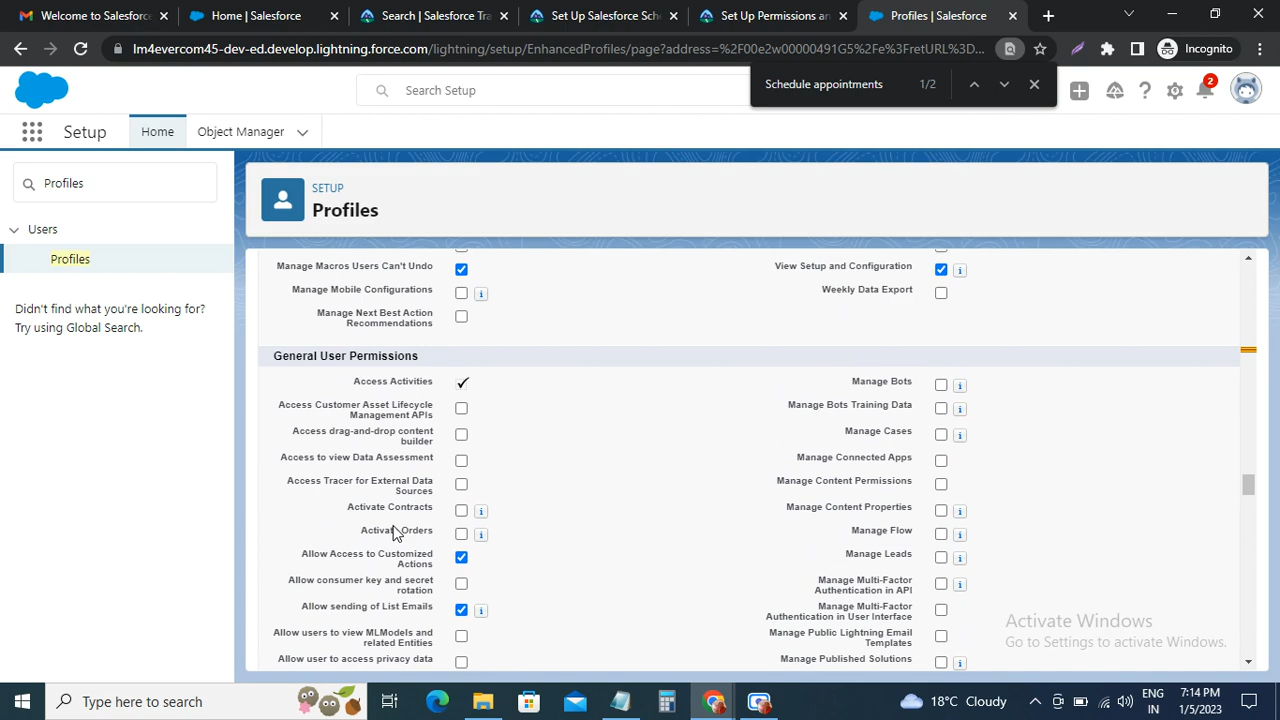 Welcome to Salesforce.
Home | Salesforce
Search | Salesforce Tra
Set Up Salesforce Sch
Set Up Permissions an
Profiles | Salesforce
lm4evercom45-dev-ed.develop.lightning.force.com/lightning/setup/EnhancedProfiles/page?address=%2F00e2w00000491G5%2Fe%3FretURL%3D...
Incognito
Schedule appointments 1/2
Search Setup
2
Setup
Home
Object Manager
Profiles
Users
Profiles
Didn't find what you're looking for?
Try using Global Search.
SETUP
Profiles
Manage Macros Users Can't Undo
View Setup and Configuration
Manage Mobile Configurations
Weekly Data Export
Manage Next Best Action
Recommendations
General User Permissions
Access Activities
Manage Bots
Access Customer Asset Lifecycle
Management APIs
Manage Bots Training Data
Access drag-and-drop content
builder
Manage Cases
Access to view Data Assessment
Manage Connected Apps
Access Tracer for External Data
Sources
Manage Content Permissions
Activate Contracts
Manage Content Properties
Activate Orders
Manage Flow
Allow Access to Customized
Actions
Manage Leads
Allow consumer key and secret
rotation
Manage Multi-Factor
Authentication in API
Allow sending of List Emails
Manage Multi-Factor
Authentication in User Interface
Allow users to view MLModels and
related Entities
Manage Public Lightning Email
Templates
Allow user to access privacy data
Manage Published Solutions
Activate Windows
Go to Settings to activate Windows.
Type here to search
18°C Cloudy
ENG
IN
7:14 PM
1/5/2023